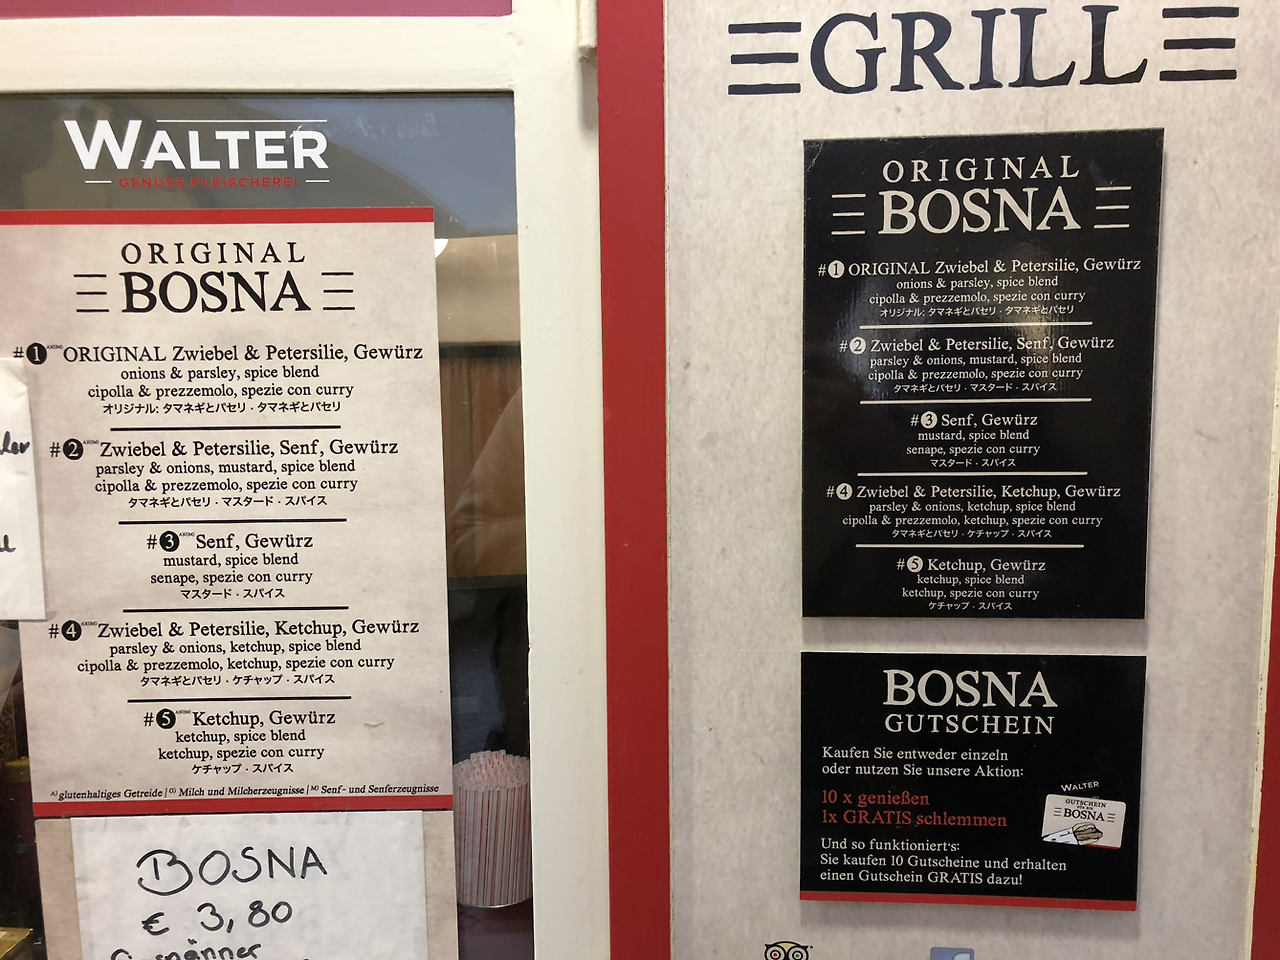 WALTER
GENUSS FLEISCHEREI
ORIGINAL
BOSNA
#1 ORIGINAL Zwiebel & Petersilie, Gewürz
onions & parsley, spice blend
cipolla & prezzemolo, spezie con curry
オリジナル: タマネギとパセリ · タマネギとパセリ
#2 Zwiebel & Petersilie, Senf, Gewürz
parsley & onions, mustard, spice blend
cipolla & prezzemolo, spezie con curry
タマネギとパセリ · マスタード · スパイス
#3 Senf, Gewürz
mustard, spice blend
senape, spezie con curry
マスタード · スパイス
#4 Zwiebel & Petersilie, Ketchup, Gewürz
parsley & onions, ketchup, spice blend
cipolla & prezzemolo, ketchup, spezie con curry
タマネギとパセリ · ケチャップ · スパイス
#5 Ketchup, Gewürz
ketchup, spice blend
ketchup, spezie con curry
ケチャップ · スパイス
A) glutenhaltiges Getreide | G) Milch und Milcherzeugnisse | M) Senf- und Senferzeugnisse
BOSNA
€ 3,80
GRILL
ORIGINAL
BOSNA
#1 ORIGINAL Zwiebel & Petersilie, Gewürz
onions & parsley, spice blend
cipolla & prezzemolo, spezie con curry
オリジナル: タマネギとパセリ · タマネギとパセリ
#2 Zwiebel & Petersilie, Senf, Gewürz
parsley & onions, mustard, spice blend
cipolla & prezzemolo, spezie con curry
タマネギとパセリ · マスタード · スパイス
#3 Senf, Gewürz
mustard, spice blend
senape, spezie con curry
マスタード · スパイス
#4 Zwiebel & Petersilie, Ketchup, Gewürz
parsley & onions, ketchup, spice blend
cipolla & prezzemolo, ketchup, spezie con curry
タマネギとパセリ · ケチャップ · スパイス
#5 Ketchup, Gewürz
ketchup, spice blend
ketchup, spezie con curry
ケチャップ · スパイス
BOSNA
GUTSCHEIN
Kaufen Sie entweder einzeln
oder nutzen Sie unsere Aktion:
10 x genießen
1x GRATIS schlemmen
Und so funktioniert's:
Sie kaufen 10 Gutscheine und erhalten
einen Gutschein GRATIS dazu!
WALTER
GUTSCHEIN
FÜR EIN
BOSNA